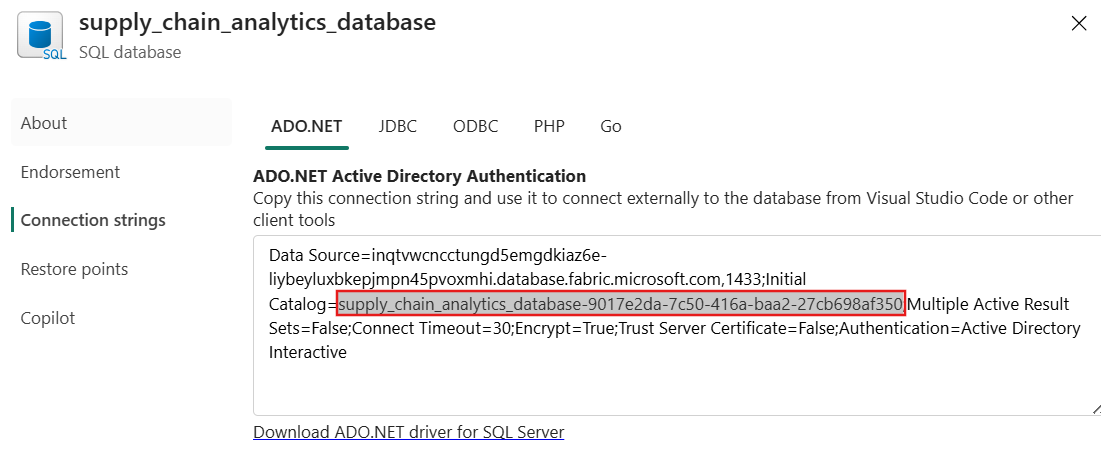 supply_chain_analytics_database
SQL
SQL database
About
Endorsement
Connection strings
Restore points
Copilot
ADO.NET
JDBC
ODBC
PHP
Go
ADO.NET Active Directory Authentication
Copy this connection string and use it to connect externally to the database from Visual Studio Code or other
client tools
Data Source=inqtvwcncctungd5emgdkiaz6e-
liybeyluxbkepjmpn45pvoxmhi.database.fabric.microsoft.com,1433;Initial
Catalog=supply_chain_analytics_database-9017e2da-7c50-416a-baa2-27cb698af350;Multiple Active Result
Sets=False;Connect Timeout=30;Encrypt=True;Trust Server Certificate=False;Authentication=Active Directory
Interactive
Download ADO.NET driver for SQL Server